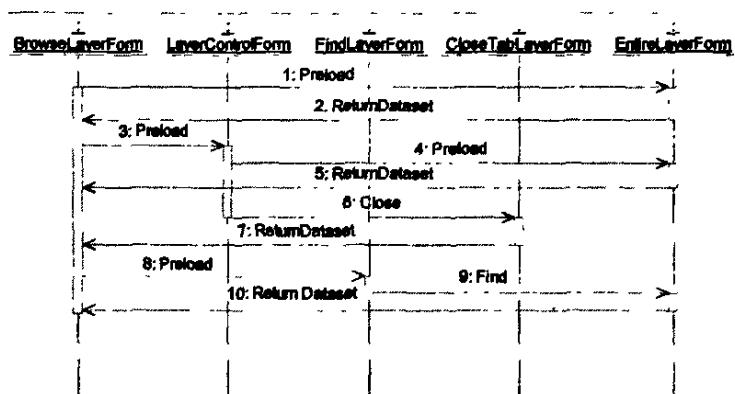 BrowseLayerForm LayerControlForm FindLayerForm CloseTabLayerForm EntireLayerForm
1: Preload
2. ReturnDataset
3: Preload
4: Preload
5: ReturnDataset
6: Close
7: ReturnDataset
8: Preload
9: Find
10: Return Dataset